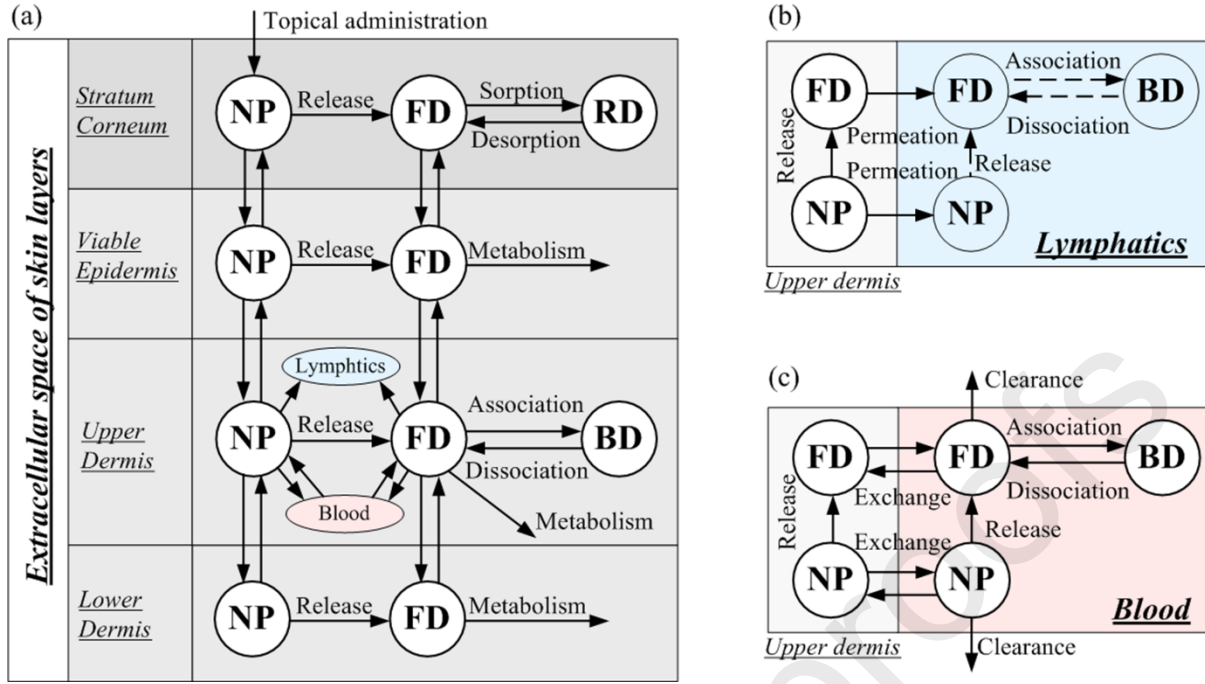 (a)
Topical administration
Extracellular space of skin layers
Stratum
Corneum
NP
Release
FD
Sorption
Desorption
RD
Viable
Epidermis
NP
Release
FD
Metabolism
Upper
Dermis
Lymphtics
NP
Release
FD
Association
Dissociation
BD
Blood
Metabolism
Lower
Dermis
NP
Release
FD
Metabolism
(b)
FD
FD
Association
BD
Dissociation
Release
Permeation
Permeation
Release
NP
NP
Lymphatics
Upper dermis
(c)
Clearance
FD
FD
Association
BD
Dissociation
Exchange
Release
Exchange
Release
NP
NP
Blood
Upper dermis
Clearance
proofs